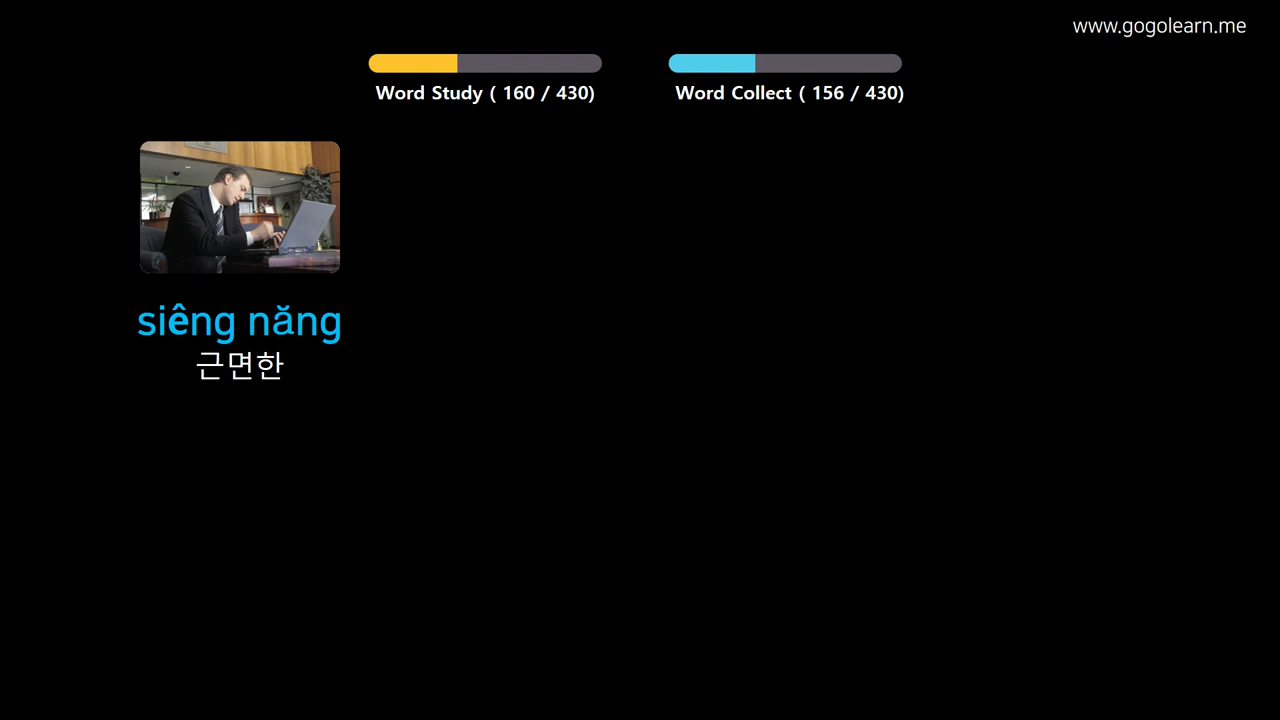 www.gogolearn.me
Word Study ( 160 / 430)
Word Collect ( 156 / 430)
siêng năng
근면한